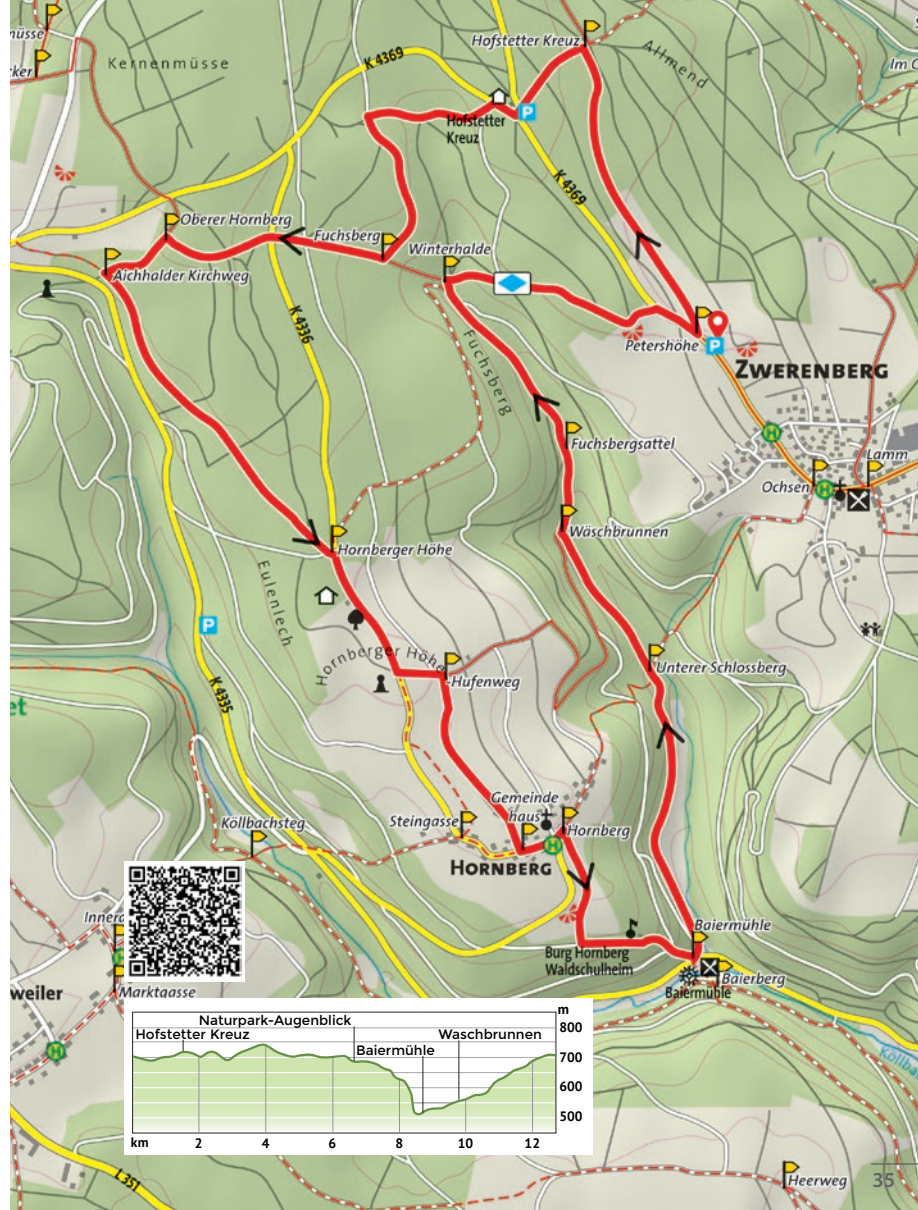 Hofstetter Kreuz
Allmend
Kernenmüsse
K 4369
Hofstetter
Kreuz
P
K 4369
Oberer Hornberg
Fuchsberg
Winterhalde
Aichhalder Kirchweg
K 4336
Petershöhe
P
ZWERENBERG
Fuchsberg
Fuchsbergsattel
Lamm
Ochsen
H
H
Wäschbrunnen
Hornberger Höhe
Eulenlech
P
Hornberger Höhe
-Hufenweg
Unterer Schlossberg
K 4335
et
Gemeinde
haus
Steingasse
Hornberg
H
Köllbachsteg
HORNBERG
Baiermühle
Burg Hornberg
Waldschulheim
Baierberg
Baiermühle
weiler
Marktgasse
H
m
Naturpark-Augenblick
800
Hofstetter Kreuz
Waschbrunnen
Baiermühle
700
600
500
km 2 4 6 8 10 12
L 351
Heerweg
35